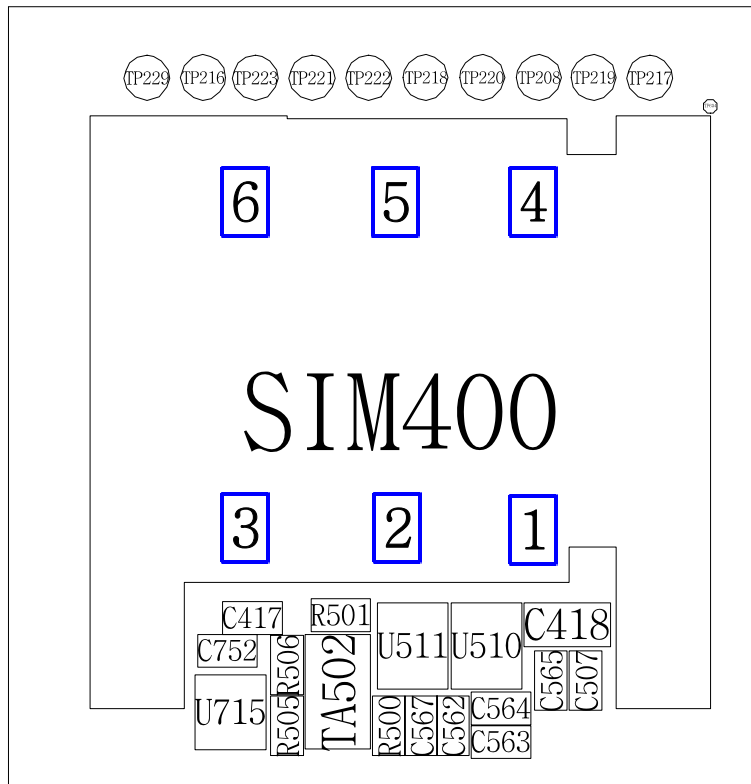 TP229 TP216 TP223 TP221 TP222 TP218 TP220 TP208 TP219 TP217
6 5 4
SIM400
3 2 1
C417 R501 U511 U510 C418
C752 R506 TA502 C565 C507
U715 R505 R500 C567 C562 C564
C563